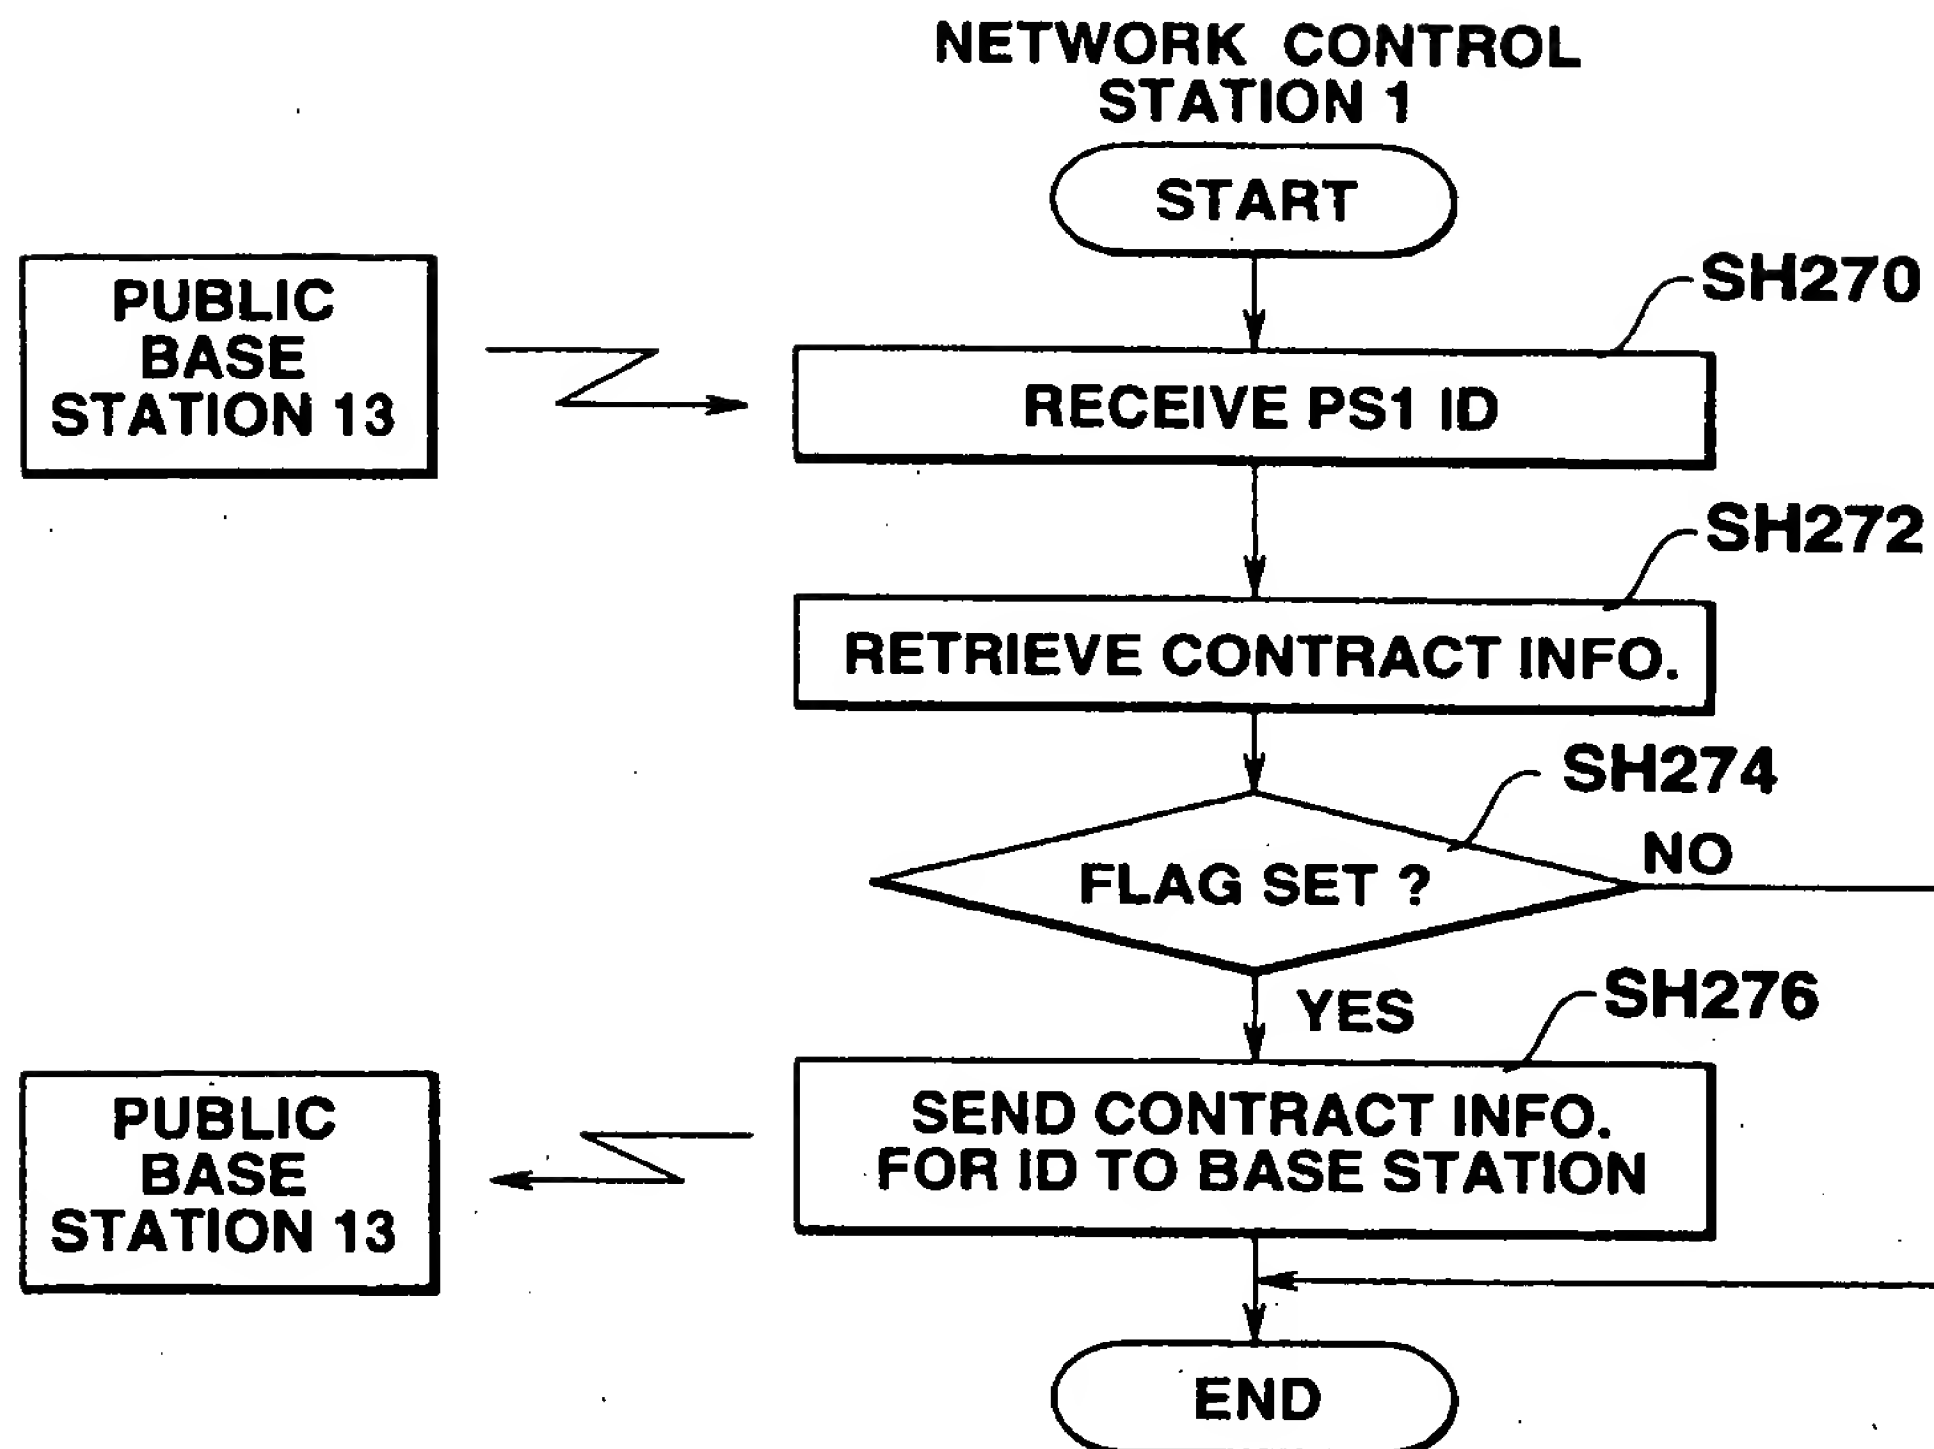 NETWORK CONTROL
STATION 1
START
SH270
PUBLIC
BASE
STATION 13
RECEIVE PS1 ID
SH272
RETRIEVE CONTRACT INFO.
SH274
FLAG SET ?
NO
YES
SH276
SEND CONTRACT INFO.
FOR ID TO BASE STATION
PUBLIC
BASE
STATION 13
END